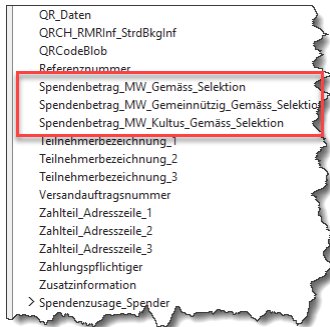 QR_Daten
QRCH_RMRInf_StrdBkgInf
QRCodeBlob
Referenznummer
Spendenbetrag_MW_Gemäss_Selektion
Spendenbetrag_MW_Gemeinnützig_Gemäss_Selektio
Spendenbetrag_MW_Kultus_Gemäss_Selektion
Teilnehmerbezeichnung_1
Teilnehmerbezeichnung_2
Teilnehmerbezeichnung_3
Versandauftragsnummer
Zahlteil_Adresszeile_1
Zahlteil_Adresszeile_2
Zahlteil_Adresszeile_3
Zahlungspflichtiger
Zusatzinformation
> Spendenzusage_Spender